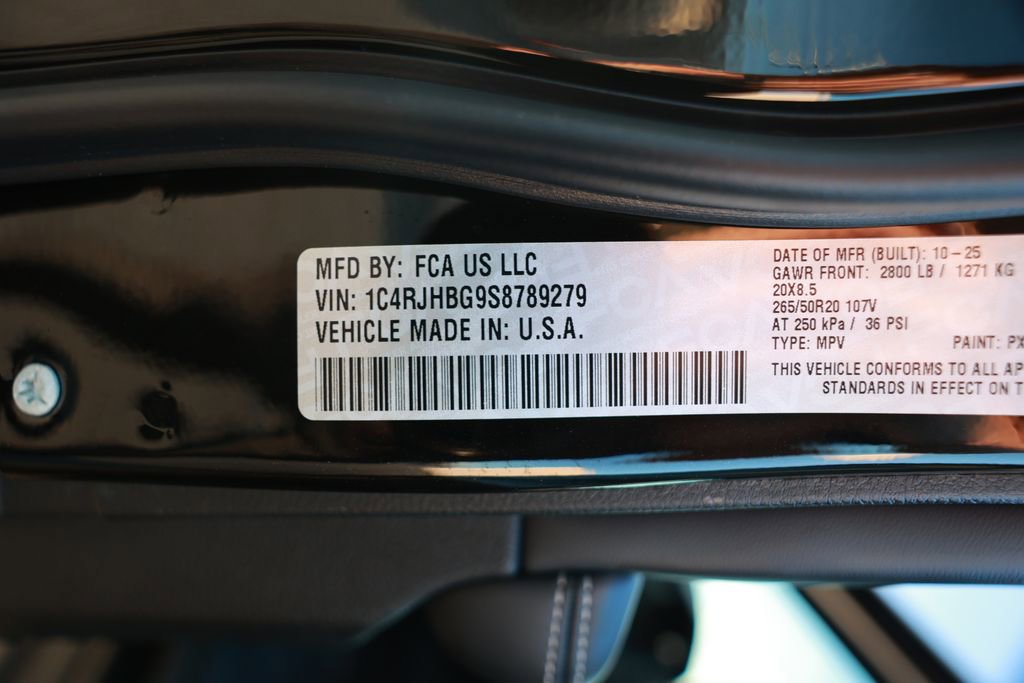 MFD BY: FCA US LLC
VIN: 1C4RJHBG9S8789279
VEHICLE MADE IN: U.S.A.
DATE OF MFR (BUILT): 10-25
GAWR FRONT: 2800 LB / 1271 KG
20X8.5
265/50R20 107V
AT 250 kPa / 36 PSI
TYPE: MPV PAINT: PX
THIS VEHICLE CONFORMS TO ALL AP
STANDARDS IN EFFECT ON T